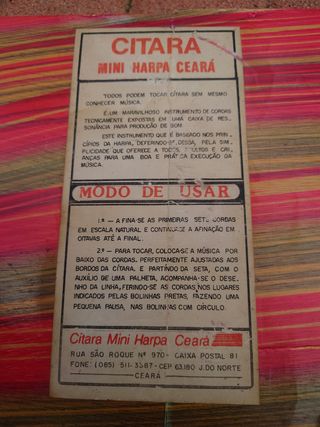 CITARA
MINI HARPA CEARÁ
TODOS PODEM TOCAR CÍTARA SEM MESMO
CONHECER MÚSICA.
É UM MARAVILHOSO INSTRUMENTO DE CORDAS
TECNICAMENTE EXPOSTAS EM UMA CAIXA DE RES
SONÂNCIA PARA PRODUÇÃO DE SOM.
ESTE INSTRUMENTO QUE É BASEADO NOS PRIN
CÍPIOS DA HARPA, DEFERINDO-S DESSA, PELA SIM
PLICIDADE QUE OFERECE A TODOS, ADULTOS E CRI
ANÇAS PARA UMA BOA E PRÁTICA EXECUÇÃO DA
MÚSICA.
MODO DE USAR
1.º — A FINA-SE AS PRIMEIRAS SETE CORDAS
EM ESCALA NATURAL E CONTINUA-SE A AFINAÇÃO EM
OITAVAS ATÉ A FINAL.
2.º — PARA TOCAR, COLOCA-SE A MÚSICA POR
BAIXO DAS CORDAS. PERFEITAMENTE AJUSTADAS AOS
BORDOS DA CÍTARA. E PARTINDO DA SETA, COM O
AUXÍLIO DE UMA PALHETA, ACOMPANHA-SE O DESE
NHO DA LINHA, FERINDO-SE AS CORDAS NOS LUGARES
INDICADOS PELAS BOLINHAS PRETAS, FAZENDO UMA
PEQUENA PAUSA, NAS BOLINHAS COM CÍRCULO.
Cítara Mini Harpa Ceará
RUA SÃO ROQUE Nº 970 - CAIXA POSTAL 81
FONE: (085) 511-3587 - CEP 63.180 J.DO NORTE
CEARÁ